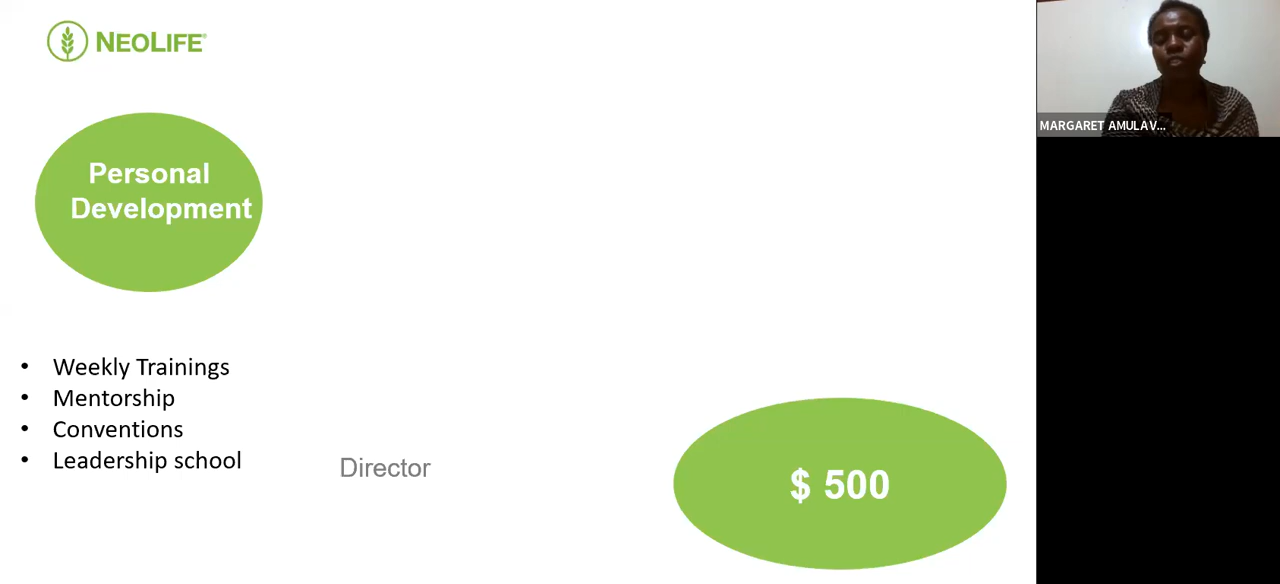 NEOLIFE®
Personal
Development
• Weekly Trainings
• Mentorship
• Conventions
• Leadership school
Director
$ 500
MARGARET AMULAV...